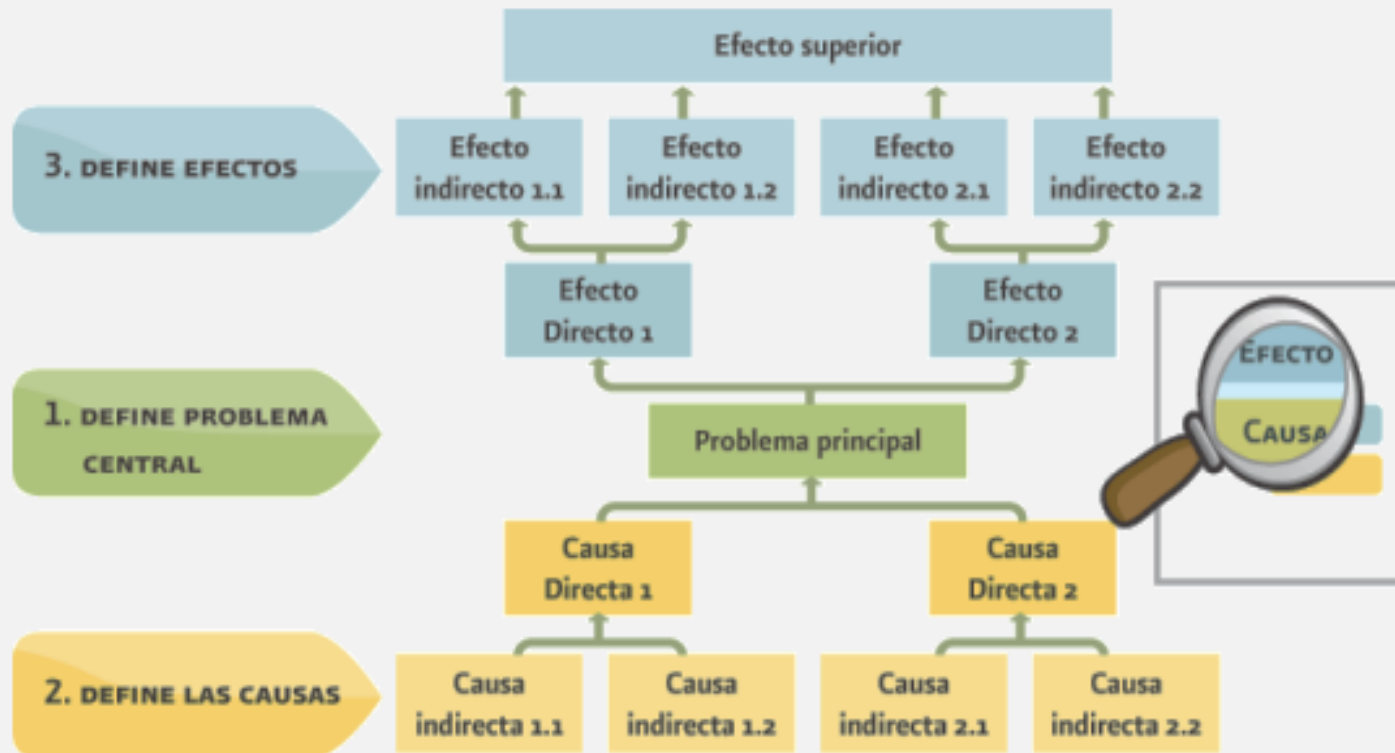 Efecto superior
3. DEFINE EFECTOS
Efecto
indirecto 1.1
Efecto
indirecto 1.2
Efecto
indirecto 2.1
Efecto
indirecto 2.2
Efecto
Directo 1
Efecto
Directo 2
1. DEFINE PROBLEMA
CENTRAL
Problema principal
EFECTO
CAUSA
Causa
Directa 1
Causa
Directa 2
2. DEFINE LAS CAUSAS
Causa
indirecta 1.1
Causa
indirecta 1.2
Causa
indirecta 2.1
Causa
indirecta 2.2